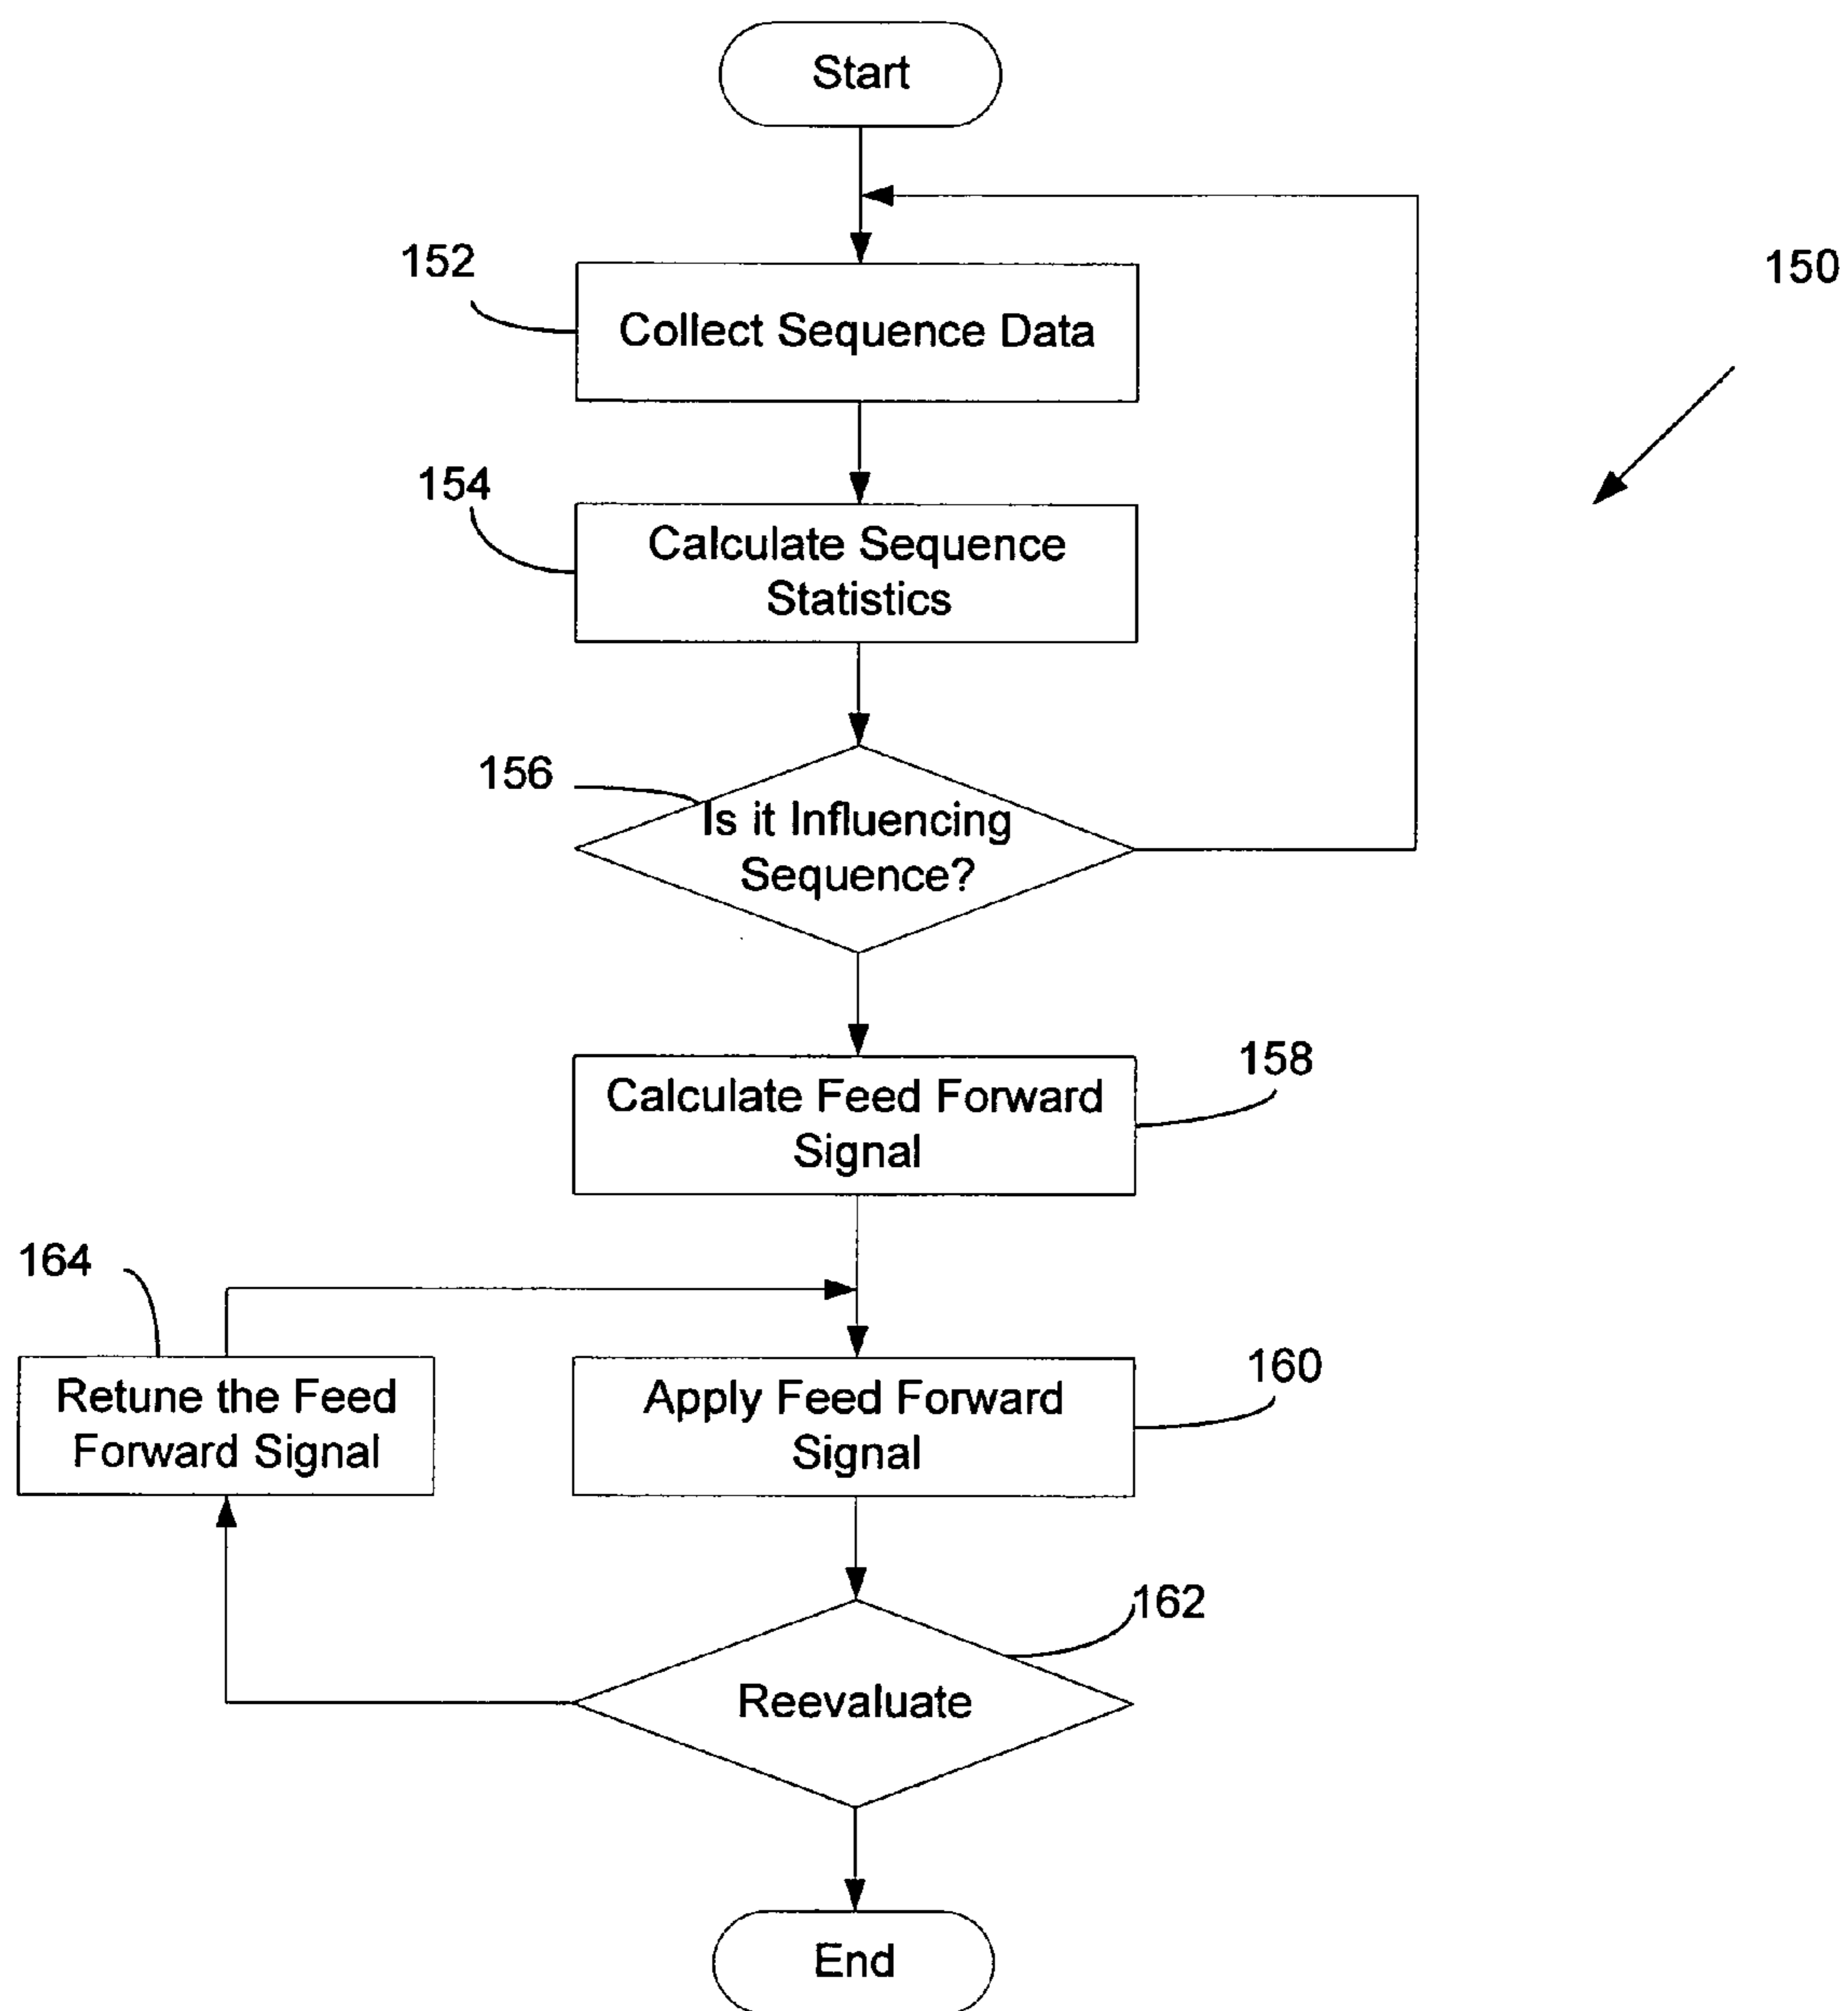 Start
152
150
Collect Sequence Data
154
Calculate Sequence
Statistics
156
Is it Influencing
Sequence?
158
Calculate Feed Forward
Signal
164
160
Retune the Feed
Forward Signal
Apply Feed Forward
Signal
162
Reevaluate
End